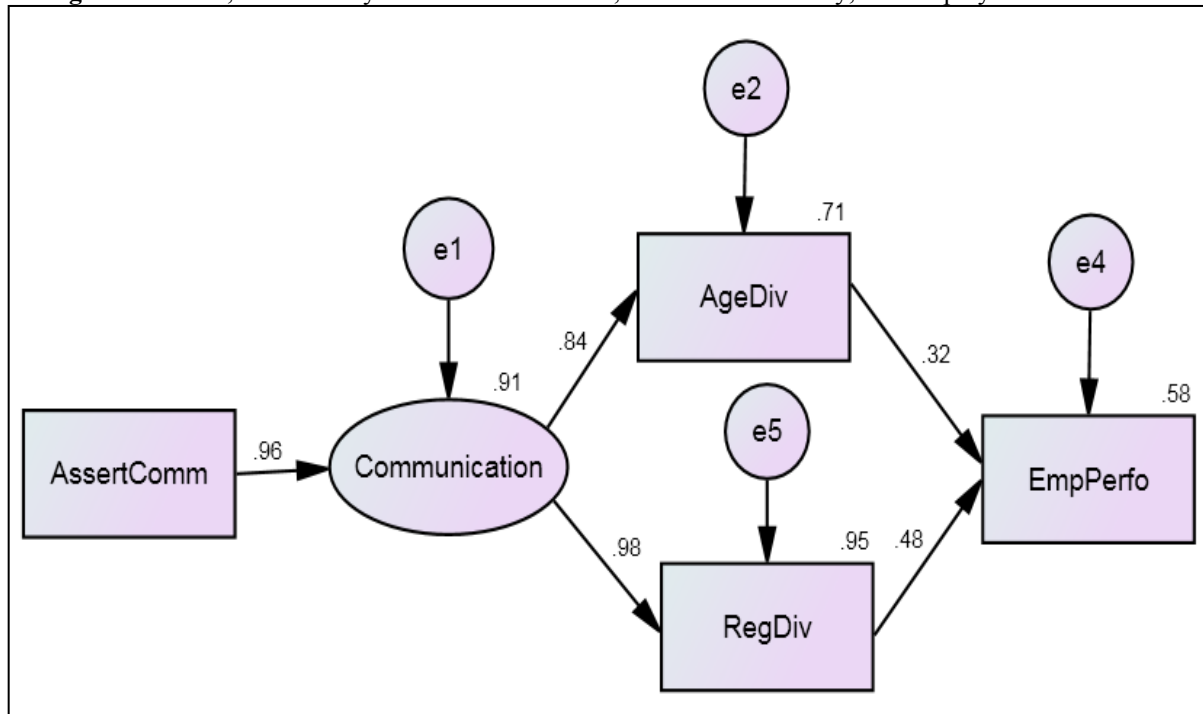 e2
.71
e1
AgeDiv
e4
.84
.32
.91
.58
e5
AssertComm
.96
Communication
EmpPerfo
.98
.95
.48
RegDiv